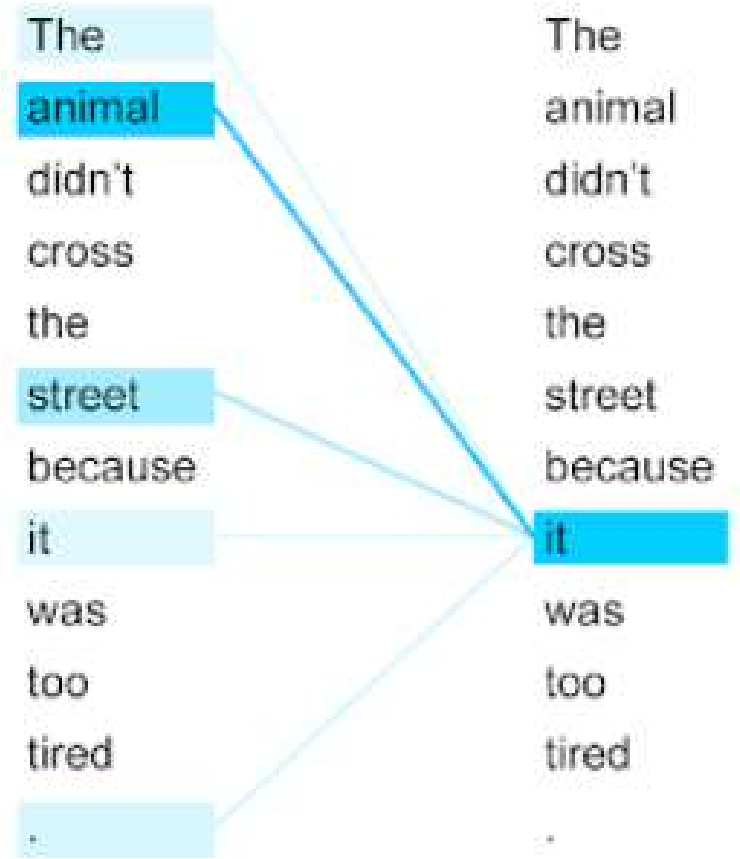 The
animal
didn't
cross
the
street
because
it
was
too
tired
.
The
animal
didn't
cross
the
street
because
it
was
too
tired
.